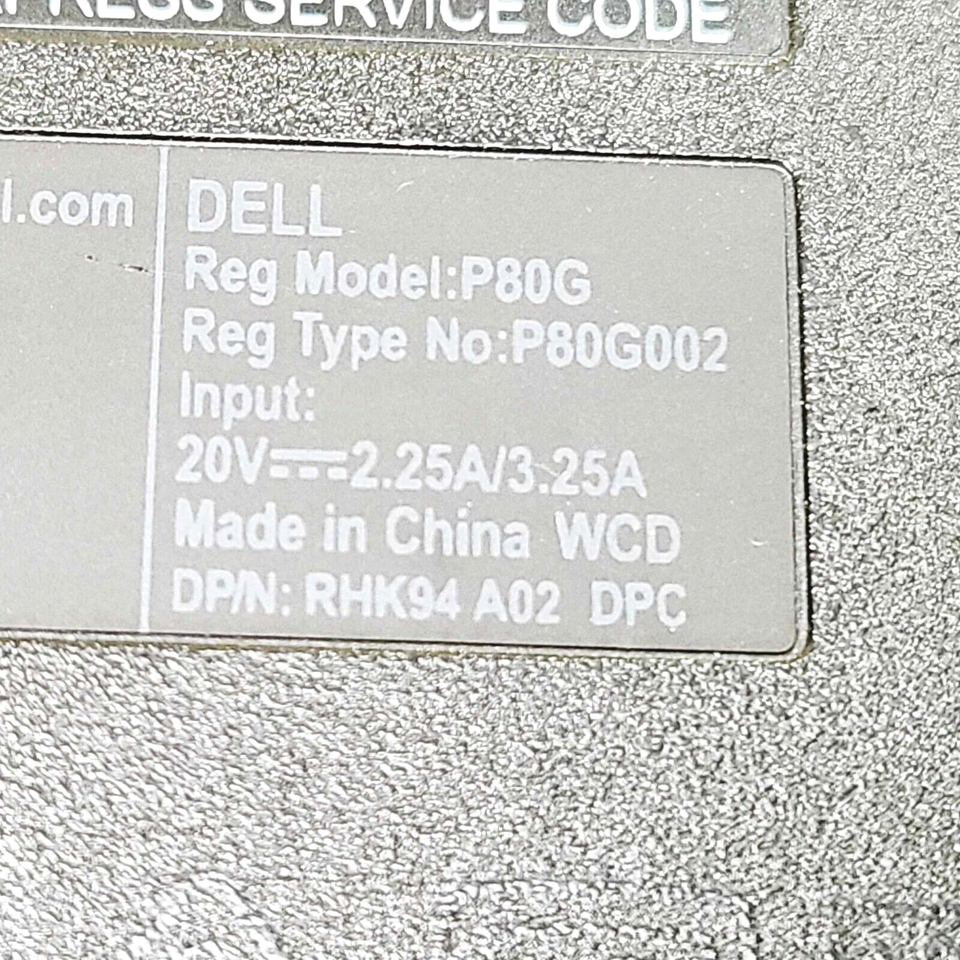 SERVICE CODE
l.com
DELL
Reg Model:P80G
Reg Type No:P80G002
Input:
20V⎓2.25A/3.25A
Made in China WCD
DP/N: RHK94 A02 DPC